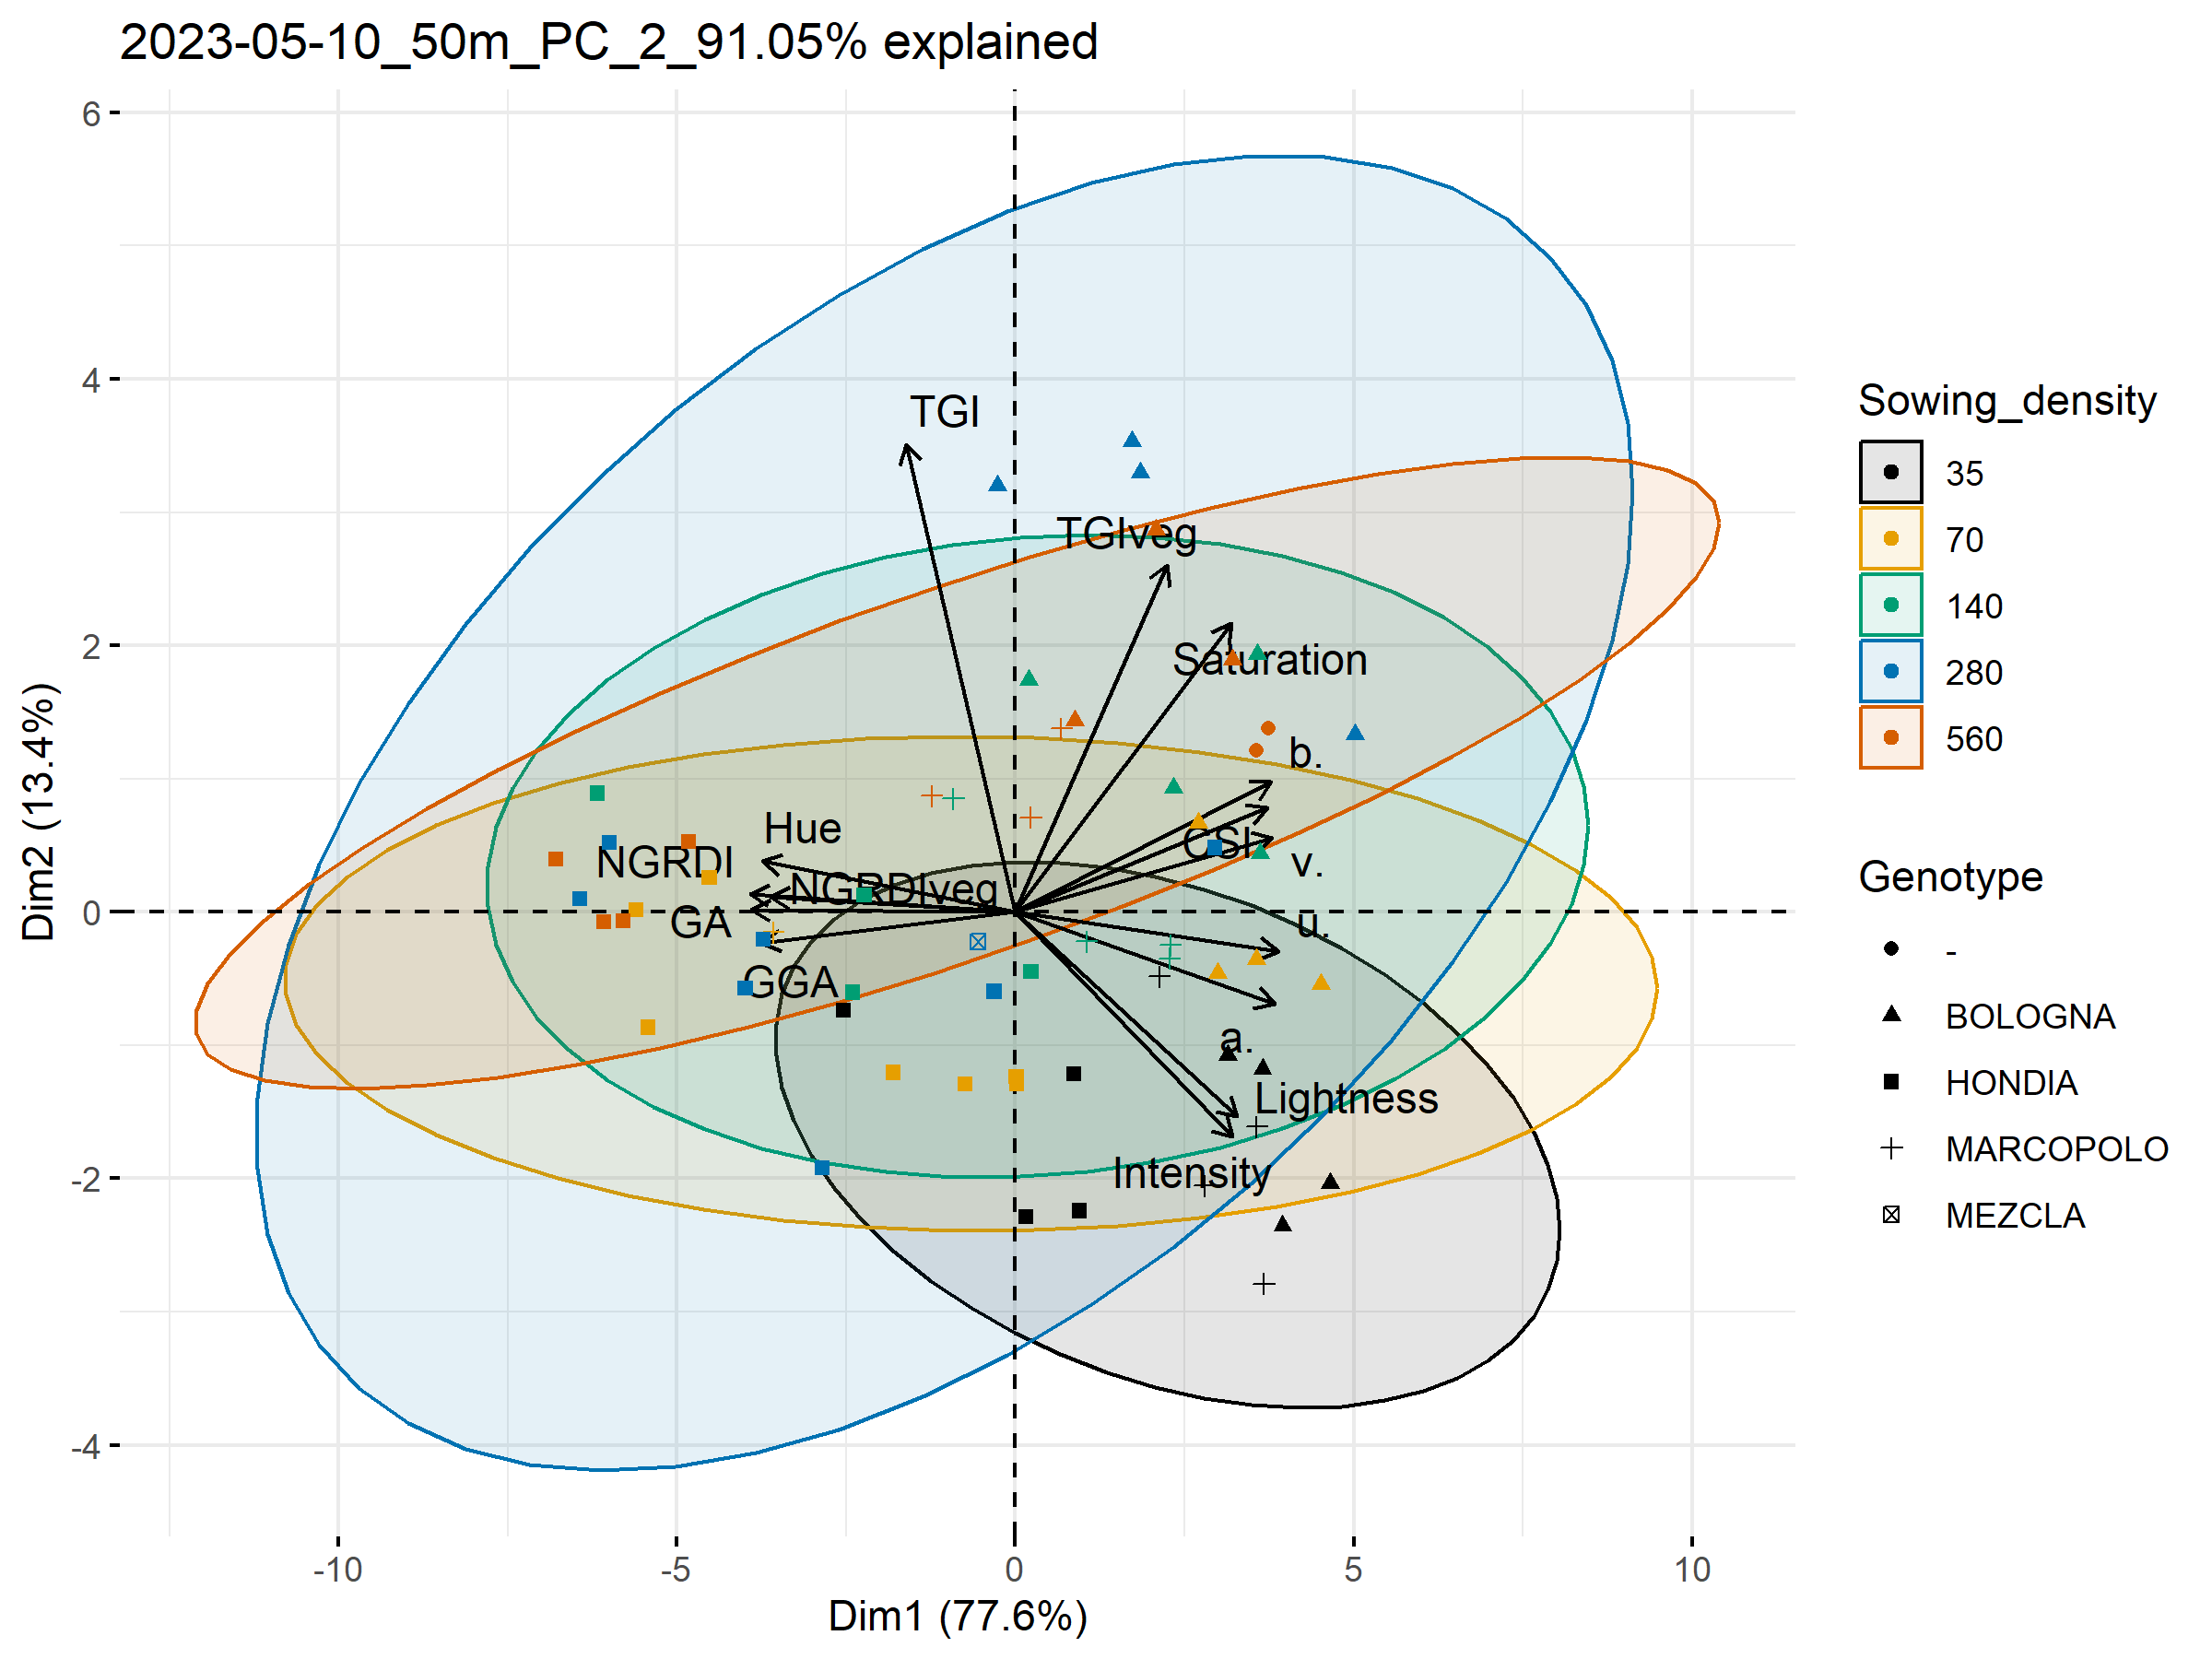 2023-05-10_50m_PC_2_91.05% explained
6
4
2
0
-2
-4
Dim2 (13.4%)
TGI
TGIveg
Saturation
b.
Hue
CSI
NGRDI
v.
NGRDIveg
GA
u.
GGA
a.
Lightness
Intensity
-10
-5
0
5
10
Dim1 (77.6%)
Sowing_density
35
70
140
280
560
Genotype
-
BOLOGNA
HONDIA
MARCOPOLO
MEZCLA